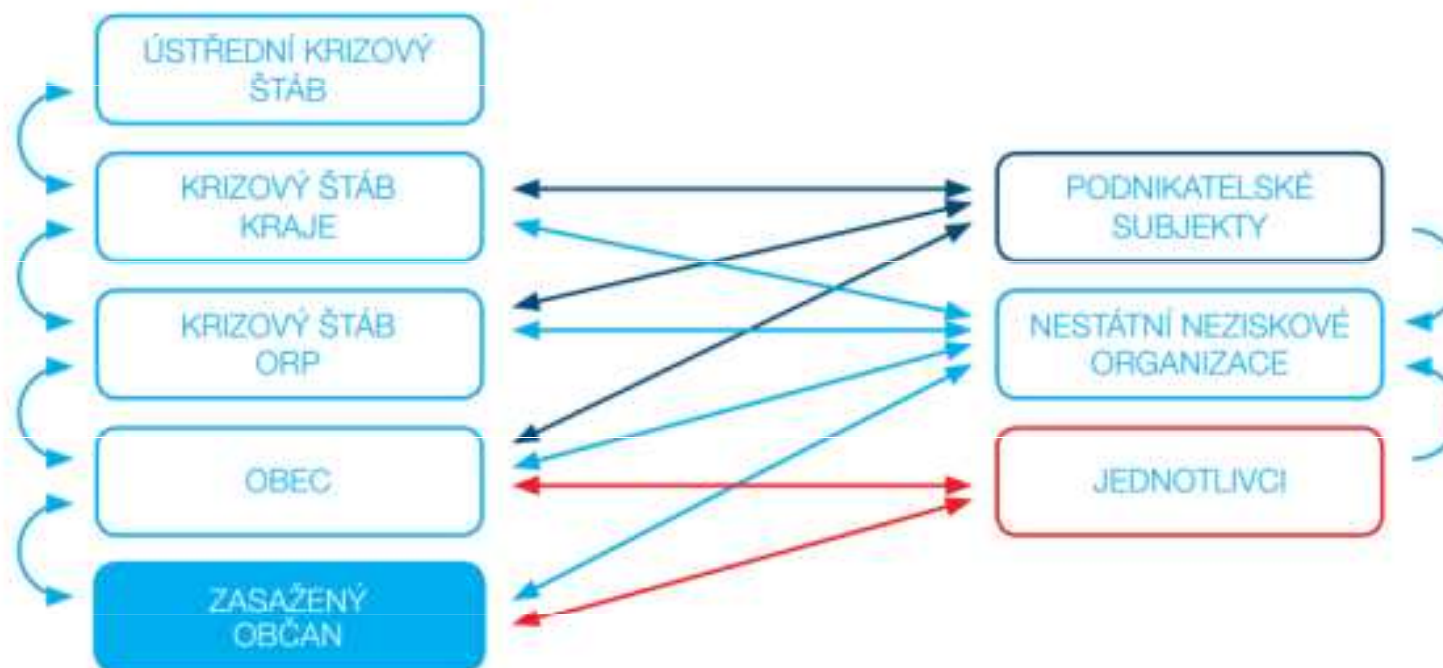 ÚSTŘEDNÍ KRIZOVÝ
ŠTÁB
KRIZOVÝ ŠTÁB
KRAJE
KRIZOVÝ ŠTÁB
ORP
OBEC
ZASAŽENÝ
OBČAN
PODNIKATELSKÉ
SUBJEKTY
NESTÁTNÍ NEZISKOVÉ
ORGANIZACE
JEDNOTLIVCI